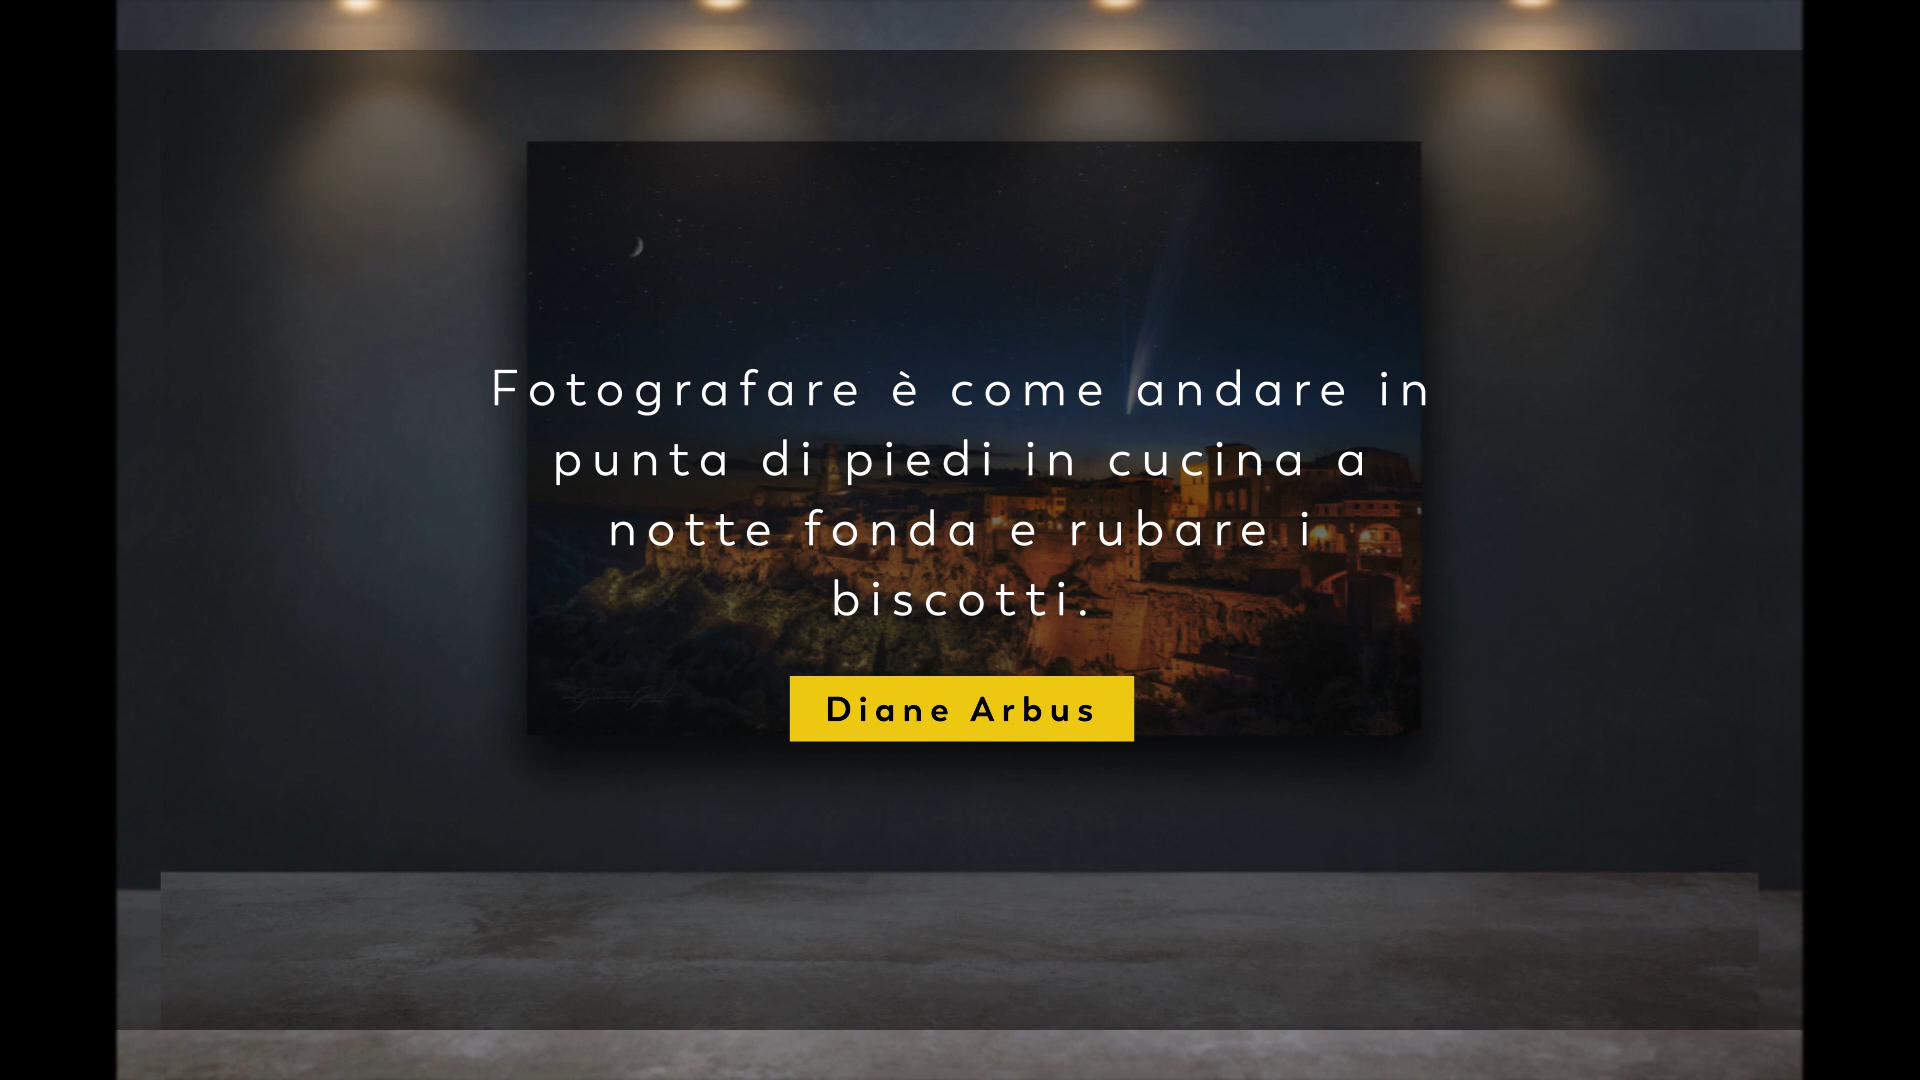 Fotografare è come andare in
punta di piedi in cucina a
notte fonda e rubare i
biscotti.
Diane Arbus